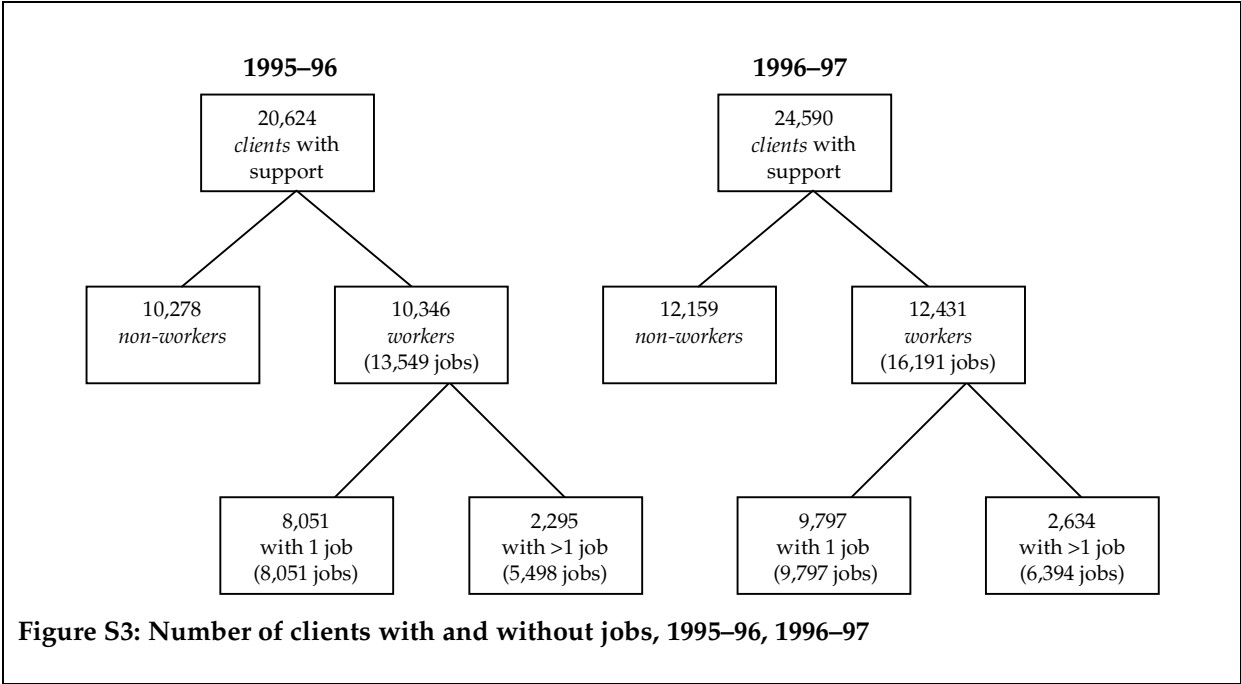 1995–96
20,624
clients with
support
10,278
non-workers
10,346
workers
(13,549 jobs)
8,051
with 1 job
(8,051 jobs)
2,295
with >1 job
(5,498 jobs)
1996–97
24,590
clients with
support
12,159
non-workers
12,431
workers
(16,191 jobs)
9,797
with 1 job
(9,797 jobs)
2,634
with >1 job
(6,394 jobs)
Figure S3: Number of clients with and without jobs, 1995–96, 1996–97